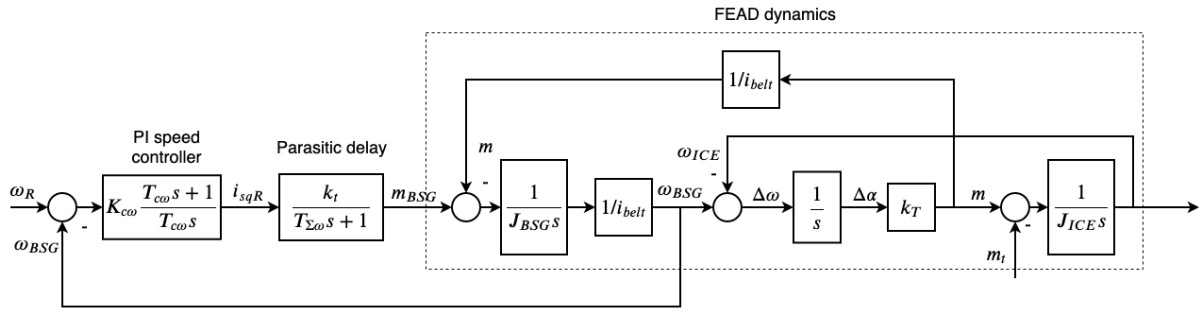 FEAD dynamics
1/i_belt
PI speed
controller
Parasitic delay
m
ω_ICE
-
-
ω_R
K_cω (T_cω s + 1)/(T_cω s)
i_sqR
k_t/(T_Σω s + 1)
m_BSG
1/(J_BSG s)
1/i_belt
ω_BSG
Δω
1/s
Δα
k_T
m
1/(J_ICE s)
-
-
ω_BSG
m_t